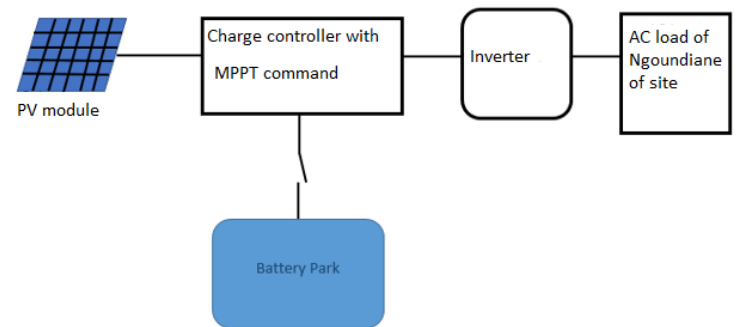 PV module
Charge controller with
MPPT command
Inverter
AC load of
Ngoundiane
of site
Battery Park